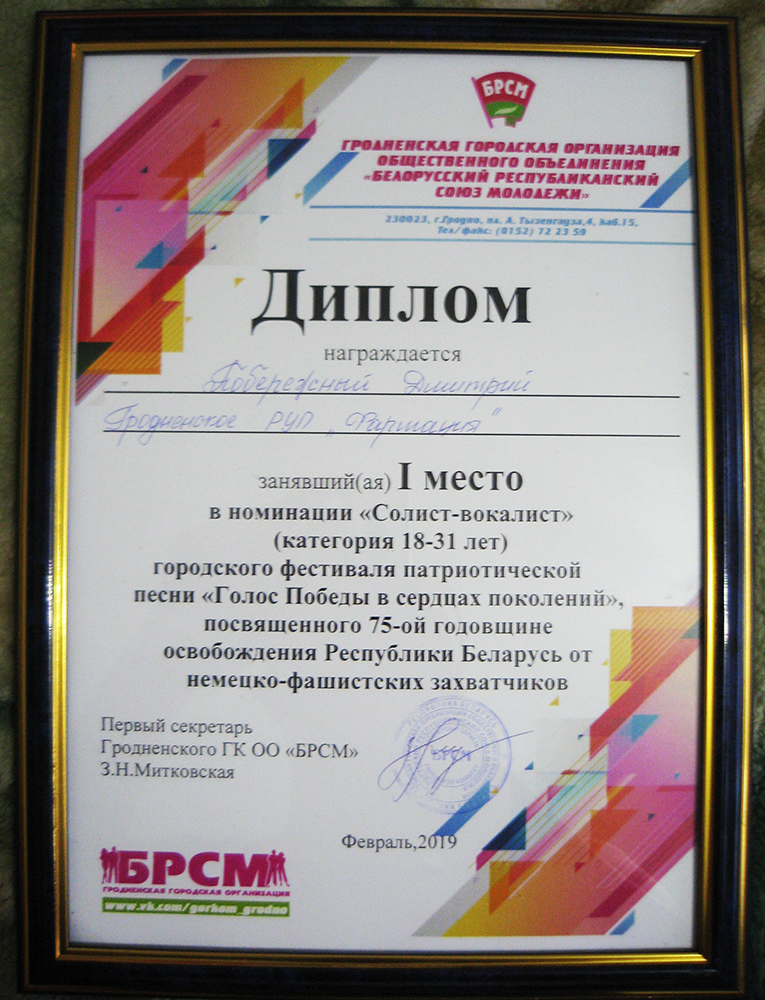 БРСМ
ГРОДНЕНСКАЯ ГОРОДСКАЯ ОРГАНИЗАЦИЯ
ОБЩЕСТВЕННОГО ОБЪЕДИНЕНИЯ
«БЕЛОРУССКИЙ РЕСПУБЛИКАНСКИЙ
СОЮЗ МОЛОДЕЖИ»
230023, г.Гродно, пл. А. Тызенгауза,4, каб.15,
Тех/факс: (0152) 72 23 59
Диплом
награждается
Побережный Дмитрий
Гродненское РУП „Фармация"
занявший(ая) I место
в номинации «Солист-вокалист»
(категория 18-31 лет)
городского фестиваля патриотической
песни «Голос Победы в сердцах поколений»,
посвященного 75-ой годовщине
освобождения Республики Беларусь от
немецко-фашистских захватчиков
Первый секретарь
Гродненского ГК ОО «БРСМ»
З.Н.Митковская
БРСМ
Февраль,2019
БРСМ
ГРОДНЕНСКАЯ ГОРОДСКАЯ ОРГАНИЗАЦИЯ
www.vk.com/gorkom_grodno